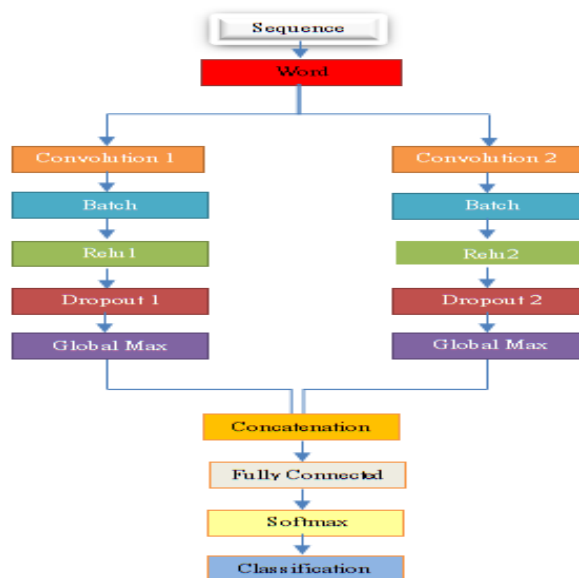 Sequence
Word
Convolution 1
Convolution 2
Batch
Batch
Relu1
Relu2
Dropout 1
Dropout 2
Global Max
Global Max
Concatenation
Fully Connected
Softmax
Classification